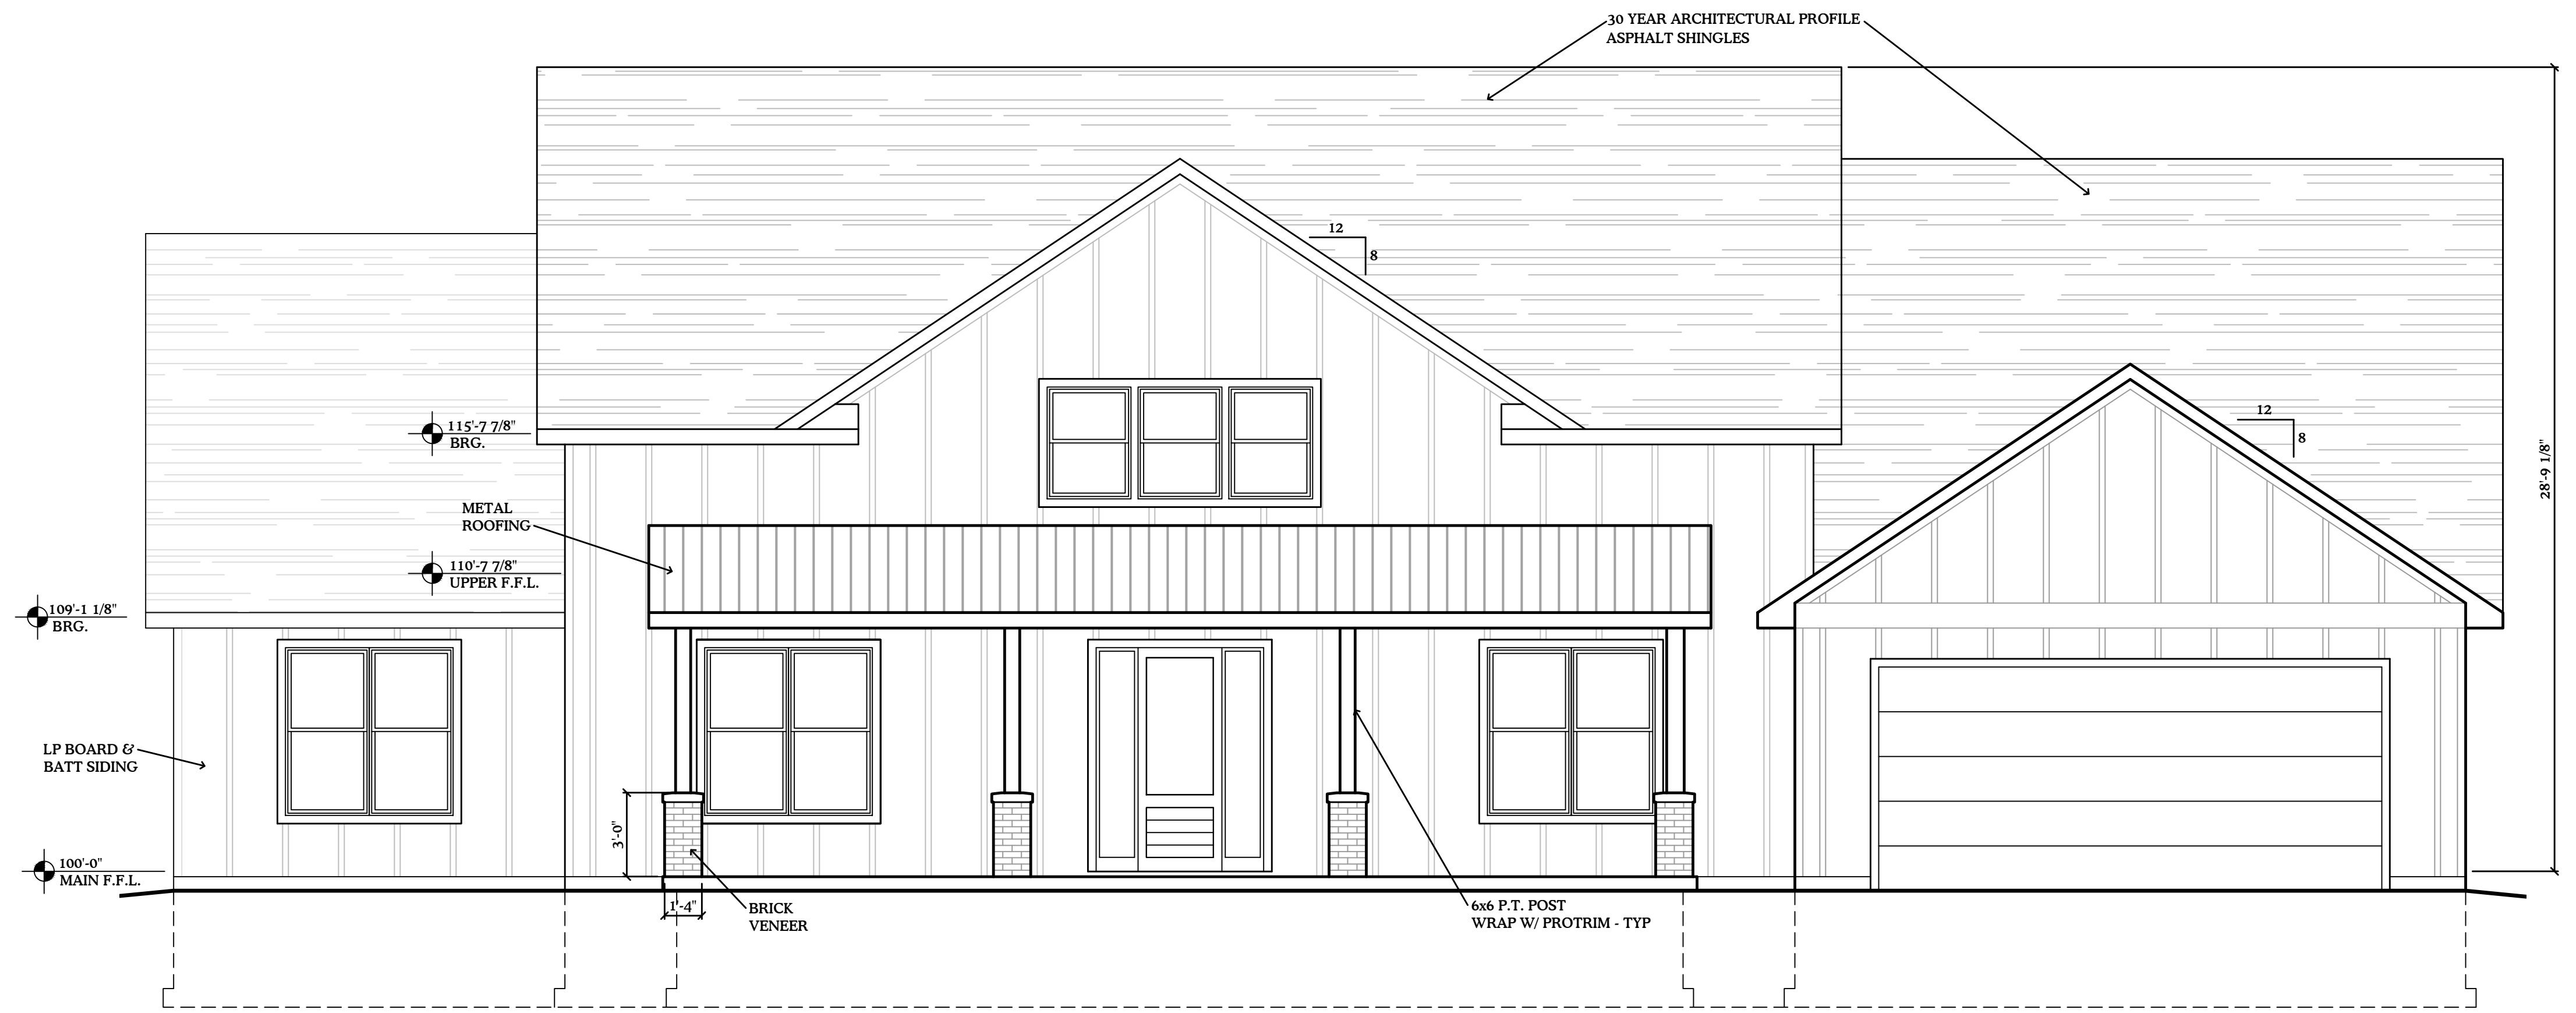 30 YEAR ARCHITECTURAL PROFILE
ASPHALT SHINGLES
12
8
12
8
28'-9 1/8"
115'-7 7/8"
BRG.
METAL
ROOFING
110'-7 7/8"
UPPER F.F.L.
109'-1 1/8"
BRG.
LP BOARD &
BATT SIDING
3'-0"
100'-0"
MAIN F.F.L.
1'-4"
BRICK
VENEER
6x6 P.T. POST
WRAP W/ PROTRIM - TYP